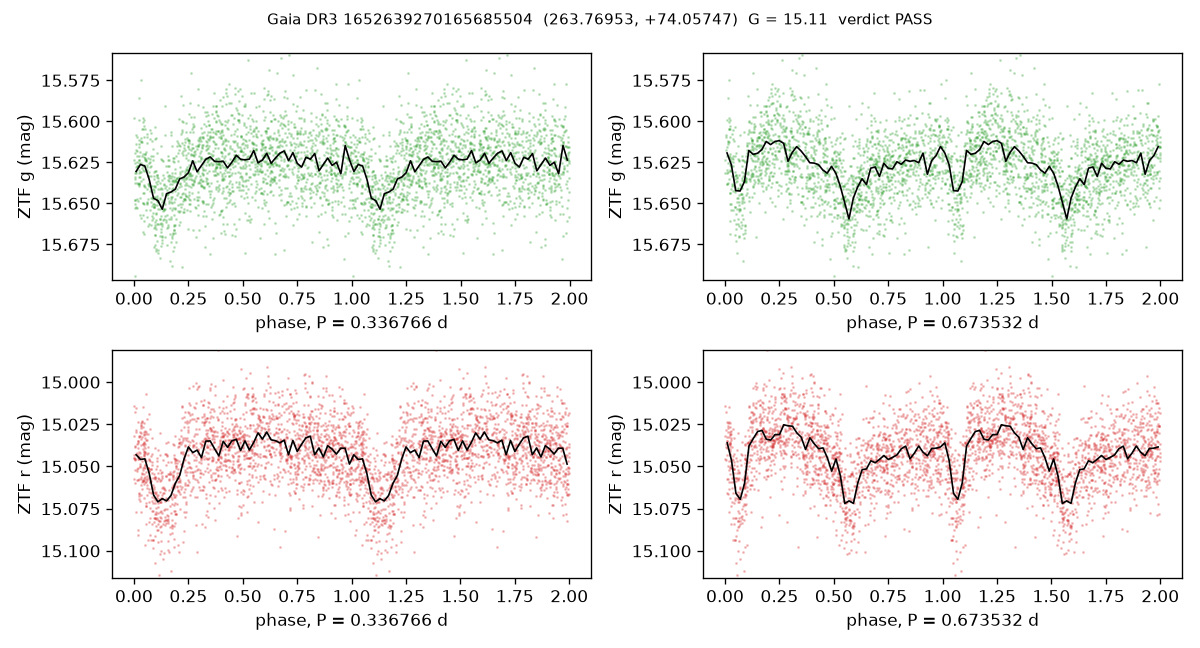 Gaia DR3 1652639270165685504  (263.76953, +74.05747)  G = 15.11  verdict PASS
ZTF g (mag)
15.575
15.600
15.625
15.650
15.675
0.00 0.25 0.50 0.75 1.00 1.25 1.50 1.75 2.00
phase, P = 0.336766 d
ZTF g (mag)
15.575
15.600
15.625
15.650
15.675
0.00 0.25 0.50 0.75 1.00 1.25 1.50 1.75 2.00
phase, P = 0.673532 d
ZTF r (mag)
15.000
15.025
15.050
15.075
15.100
0.00 0.25 0.50 0.75 1.00 1.25 1.50 1.75 2.00
phase, P = 0.336766 d
ZTF r (mag)
15.000
15.025
15.050
15.075
15.100
0.00 0.25 0.50 0.75 1.00 1.25 1.50 1.75 2.00
phase, P = 0.673532 d